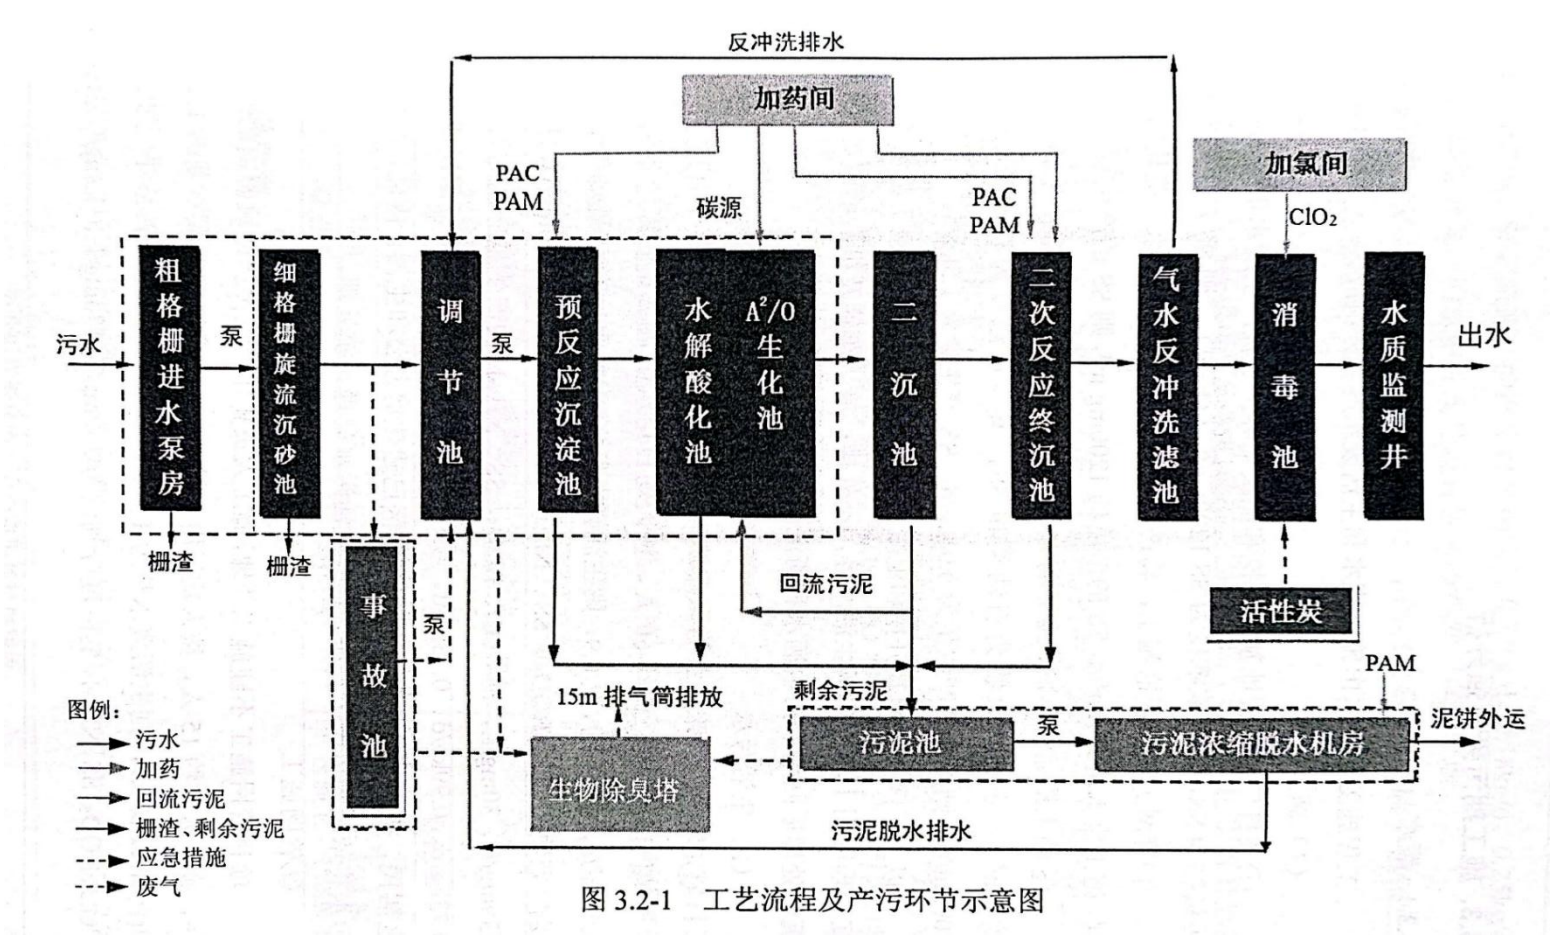 反冲洗排水
加药间
加氯间
PAC
PAM
碳源
PAC
PAM
ClO₂
污水
粗格栅进水泵房
泵
细格栅旋流沉砂池
调节池
泵
预反应沉淀池
水解酸化池
A²/O生化池
二沉池
二次反应终沉池
气水反冲洗滤池
消毒池
水质监测井
出水
栅渣
栅渣
事故池
泵
回流污泥
活性炭
PAM
剩余污泥
15m 排气筒排放
污泥池
泵
污泥浓缩脱水机房
泥饼外运
生物除臭塔
污泥脱水排水
图例：
污水
加药
回流污泥
栅渣、剩余污泥
应急措施
废气
图 3.2-1 工艺流程及产污环节示意图